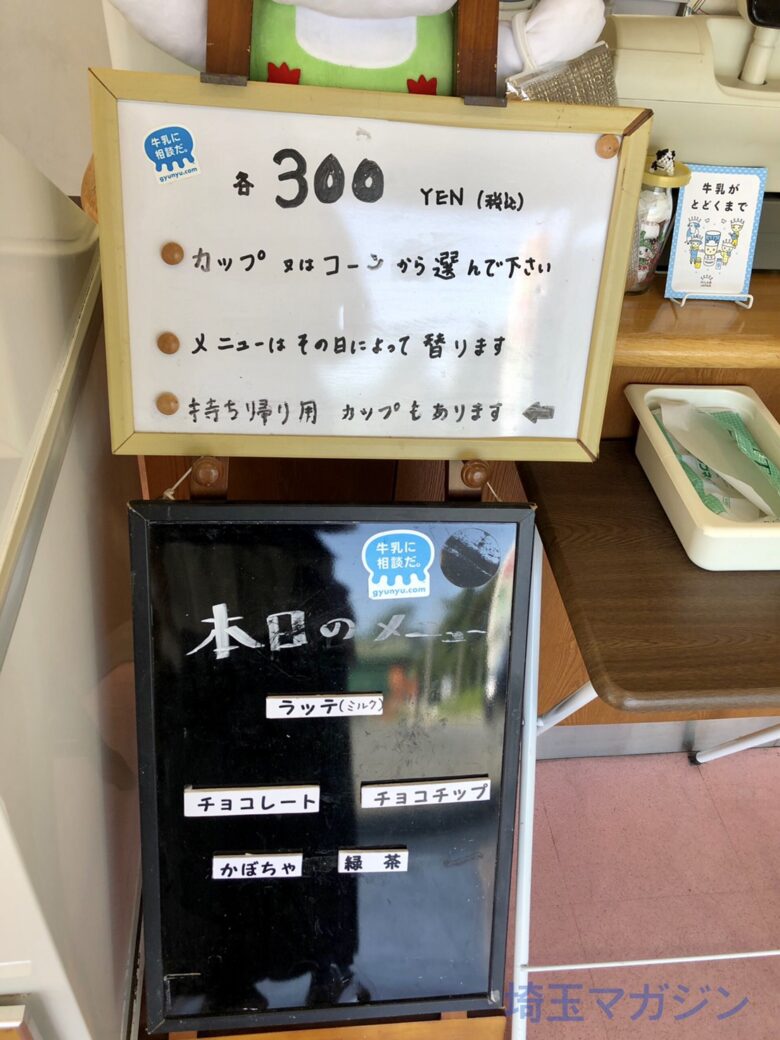 牛乳に
相談だ。
gyunyu.com
各 300 YEN (税込)
カップ 又は コーン から 選んで下さい
メニューは その日によって 替ります
持ち帰り用 カップも あります ←
牛乳が
とどくまで
牛乳に
相談だ。
gyunyu.com
本日のメニュー
ラッテ(ミルク)
チョコレート
チョコチップ
かぼちゃ
緑 茶
埼玉マガジン